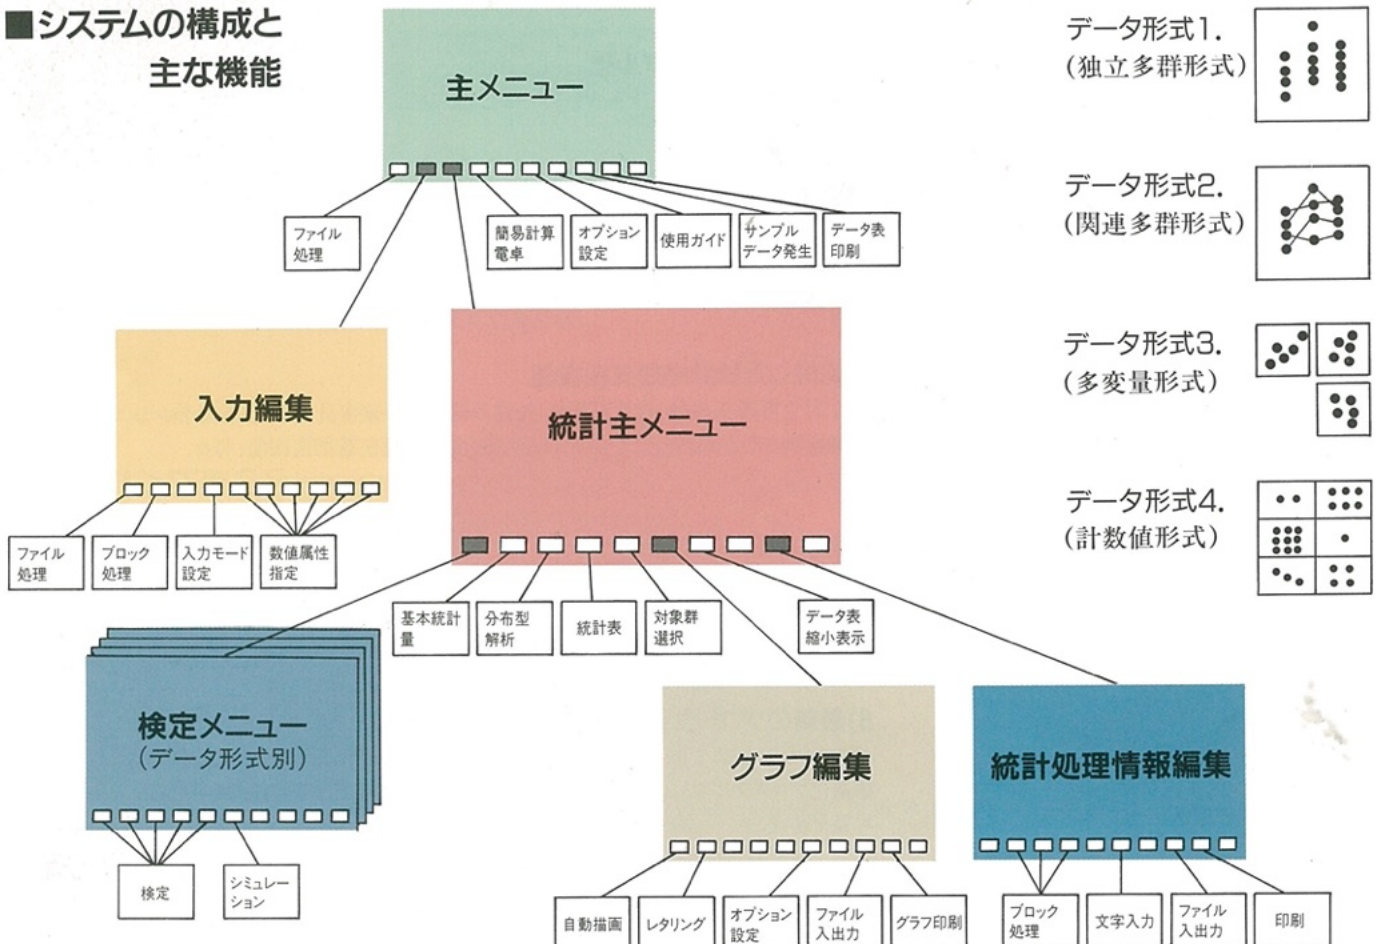 ■システムの構成と
主な機能
主メニュー
ファイル
処理
簡易計算
電卓
オプション
設定
使用ガイド
サンプル
データ発生
データ表
印刷
データ形式1.
(独立多群形式)
データ形式2.
(関連多群形式)
データ形式3.
(多変量形式)
データ形式4.
(計数値形式)
入力編集
ファイル
処理
ブロック
処理
入力モード
設定
数値属性
指定
統計主メニュー
基本統計
量
分布型
解析
統計表
対象群
選択
データ表
縮小表示
検定メニュー
(データ形式別)
検定
シミュレー
ション
グラフ編集
自動描画
レタリング
オプション
設定
ファイル
入出力
グラフ印刷
統計処理情報編集
ブロック
処理
文字入力
ファイル
入出力
印刷